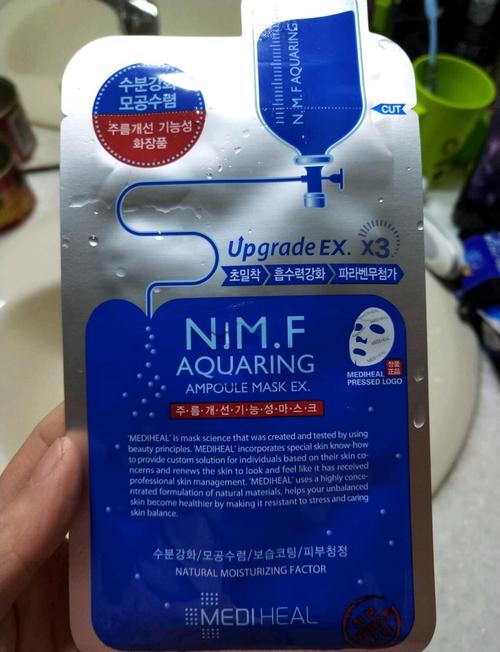 수분강화
모공수렴
주름개선 기능성
화장품
N.M.F AQUARING
CUT
Upgrade EX. X3
초밀착 흡수력강화 파라벤무첨가
N.M.F
AQUARING
AMPOULE MASK EX.
주·름·개·선·기·능·성·마·스·크
MEDIHEAL
PRESSED LOGO
'MEDIHEAL' is mask science that was created and tested by using
beauty principles. 'MEDIHEAL' incorporates special skin know-how
to provide custom solution for individuals based on their skin co-
ncerns and renews the skin to look and feel like it has received
professional skin management. 'MEDIHEAL' uses a highly conce-
ntrated formulation of natural materials, helps your unbalanced
skin become healthier by making it resistant to stress and caring
skin balance.
수분강화/모공수렴/보습코팅/피부청정
NATURAL MOISTURIZING FACTOR
MEDIHEAL